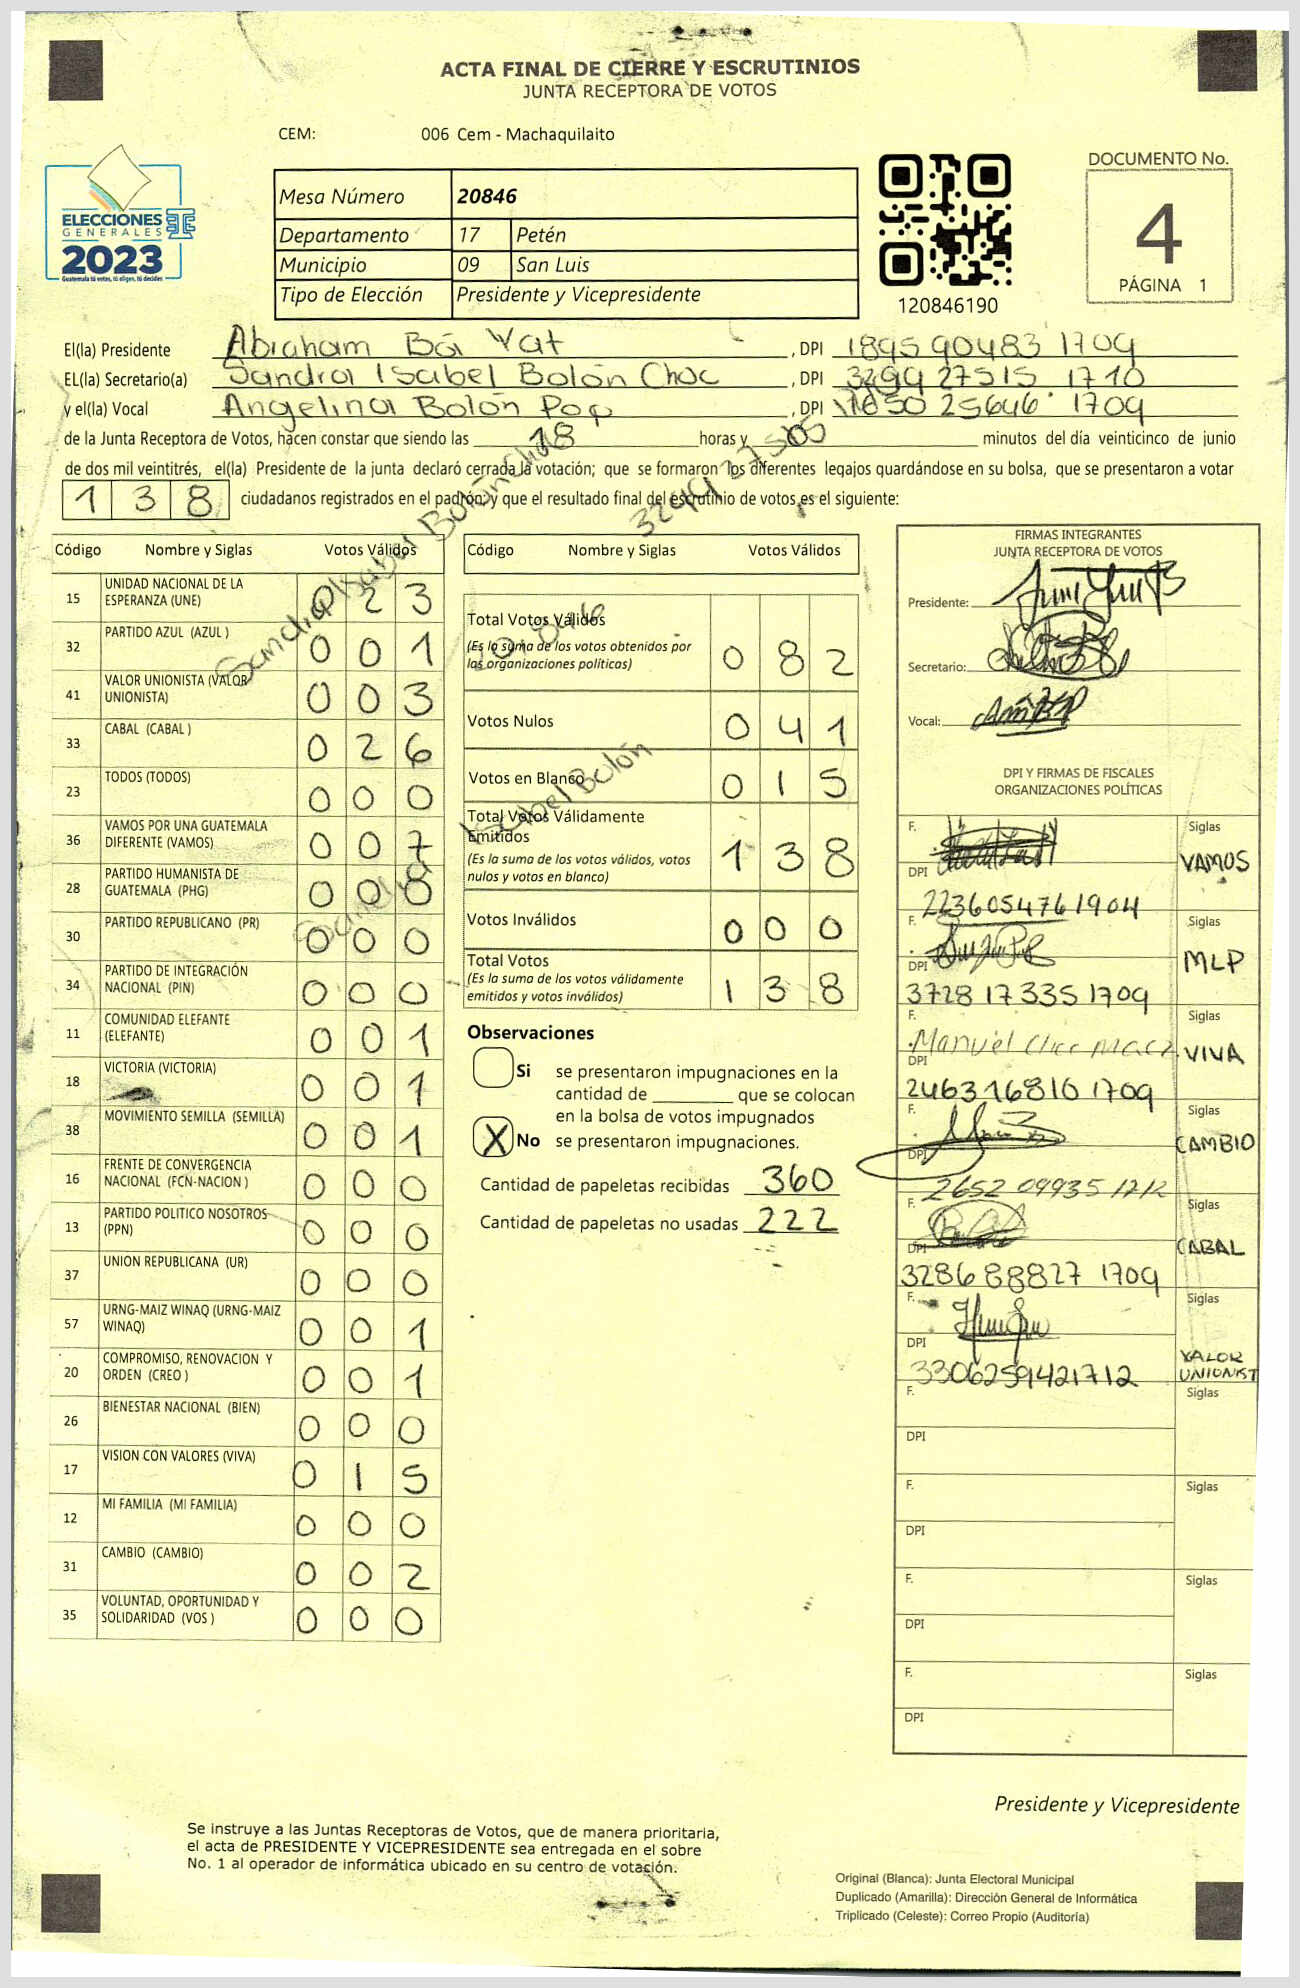 ACTA FINAL DE CIERRE Y ESCRUTINIOS
JUNTA RECEPTORA DE VOTOS
CEM: 006 Cem - Machaquilaito
ELECCIONES
GENERALES
2023
Guatemala tú votas, tú eliges, tú decides
Mesa Número 20846
Departamento 17 Petén
Municipio 09 San Luis
Tipo de Elección Presidente y Vicepresidente
120846190
DOCUMENTO No.
4
PÁGINA 1
El(la) Presidente Abraham Bá Yat , DPI 1895 90483 1709
EL(la) Secretario(a) Sandra Isabel Bolón Choc , DPI 3299 27515 1710
y el(la) Vocal Angelina Bolón Pop , DPI 1650 25646 1709
de la Junta Receptora de Votos, hacen constar que siendo las 18 horas y 05 minutos del día veinticinco de junio
de dos mil veintitrés, el(la) Presidente de la junta declaró cerrada la votación; que se formaron los diferentes legajos guardándose en su bolsa, que se presentaron a votar
138 ciudadanos registrados en el padrón; y que el resultado final del escrutinio de votos es el siguiente:
Código Nombre y Siglas Votos Válidos
15 UNIDAD NACIONAL DE LA ESPERANZA (UNE) 0 2 3
32 PARTIDO AZUL (AZUL ) 0 0 1
41 VALOR UNIONISTA (VALOR UNIONISTA) 0 0 3
33 CABAL (CABAL ) 0 2 6
23 TODOS (TODOS) 0 0 0
36 VAMOS POR UNA GUATEMALA DIFERENTE (VAMOS) 0 0 7
28 PARTIDO HUMANISTA DE GUATEMALA (PHG) 0 0
30 PARTIDO REPUBLICANO (PR) 0 0 0
34 PARTIDO DE INTEGRACIÓN NACIONAL (PIN) 0 0 0
11 COMUNIDAD ELEFANTE (ELEFANTE) 0 0 1
18 VICTORIA (VICTORIA) 0 0 1
38 MOVIMIENTO SEMILLA (SEMILLA) 0 0 1
16 FRENTE DE CONVERGENCIA NACIONAL (FCN-NACION ) 0 0 0
13 PARTIDO POLITICO NOSOTROS (PPN) 0 0 0
37 UNION REPUBLICANA (UR) 0 0 0
57 URNG-MAIZ WINAQ (URNG-MAIZ WINAQ) 0 0 1
20 COMPROMISO, RENOVACION Y ORDEN (CREO ) 0 0 1
26 BIENESTAR NACIONAL (BIEN) 0 0 0
17 VISION CON VALORES (VIVA) 0 1 5
12 MI FAMILIA (MI FAMILIA) 0 0 0
31 CAMBIO (CAMBIO) 0 0 2
35 VOLUNTAD, OPORTUNIDAD Y SOLIDARIDAD (VOS ) 0 0 0
Sandra Isabel Bolón Choc
Código Nombre y Siglas Votos Válidos
Total Votos Válidos
(Es la suma de los votos obtenidos por
las organizaciones políticas) 0 8 2
Votos Nulos 0 4 1
Votos en Blanco 0 1 5
Total Votos Válidamente
Emitidos
(Es la suma de los votos válidos, votos
nulos y votos en blanco) 1 3 8
Votos Inválidos 0 0 0
Total Votos
(Es la suma de los votos válidamente
emitidos y votos inválidos) 1 3 8
Sandra Isabel Bolón
Observaciones
Si se presentaron impugnaciones en la
cantidad de ________ que se colocan
en la bolsa de votos impugnados
X No se presentaron impugnaciones.
Cantidad de papeletas recibidas 360
Cantidad de papeletas no usadas 222
FIRMAS INTEGRANTES
JUNTA RECEPTORA DE VOTOS
Presidente:
Secretario:
Vocal:
DPI Y FIRMAS DE FISCALES
ORGANIZACIONES POLÍTICAS
F. Siglas
DPI VAMOS
223605476 1904
F. Siglas
DPI MLP
3728 17335 1709
F. Manuel Siglas
DPI VIVA
2463 16810 1709
F. Siglas
DPI CAMBIO
2652 09935 1712
F. Siglas
DPI CABAL
3286 88827 1709
F. Siglas
DPI VALOR
3306259421712 UNIONIST
F. Siglas
DPI
F. Siglas
DPI
F. Siglas
DPI
F. Siglas
DPI
Presidente y Vicepresidente
Se instruye a las Juntas Receptoras de Votos, que de manera prioritaria,
el acta de PRESIDENTE Y VICEPRESIDENTE sea entregada en el sobre
No. 1 al operador de informática ubicado en su centro de votación.
Original (Blanca): Junta Electoral Municipal
Duplicado (Amarilla): Dirección General de Informática
Triplicado (Celeste): Correo Propio (Auditoría)